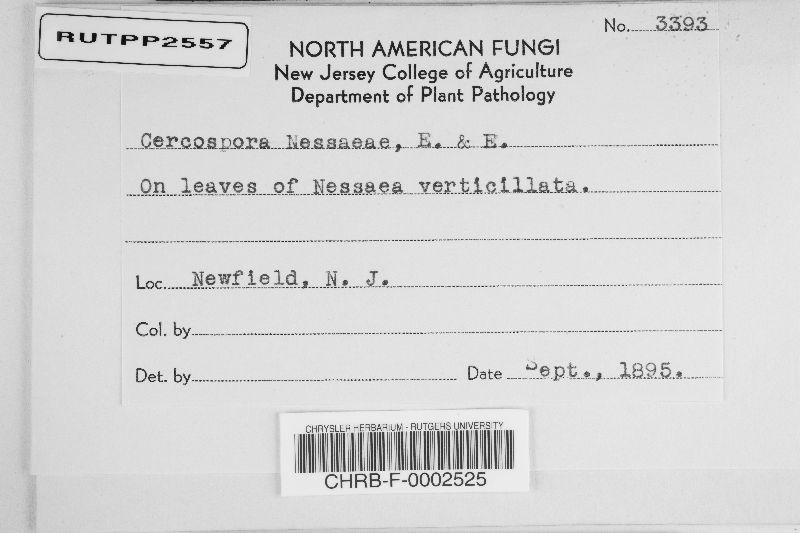 RUTPP2557
No. 3393
NORTH AMERICAN FUNGI
New Jersey College of Agriculture
Department of Plant Pathology
Cercospora Nessaeae, E. & E.
On leaves of Nessaea verticillata.
Loc. Newfield, N. J.
Col. by
Det. by Date Sept., 1895.
CHRYSLER HERBARIUM - RUTGERS UNIVERSITY
CHRB-F-0002525